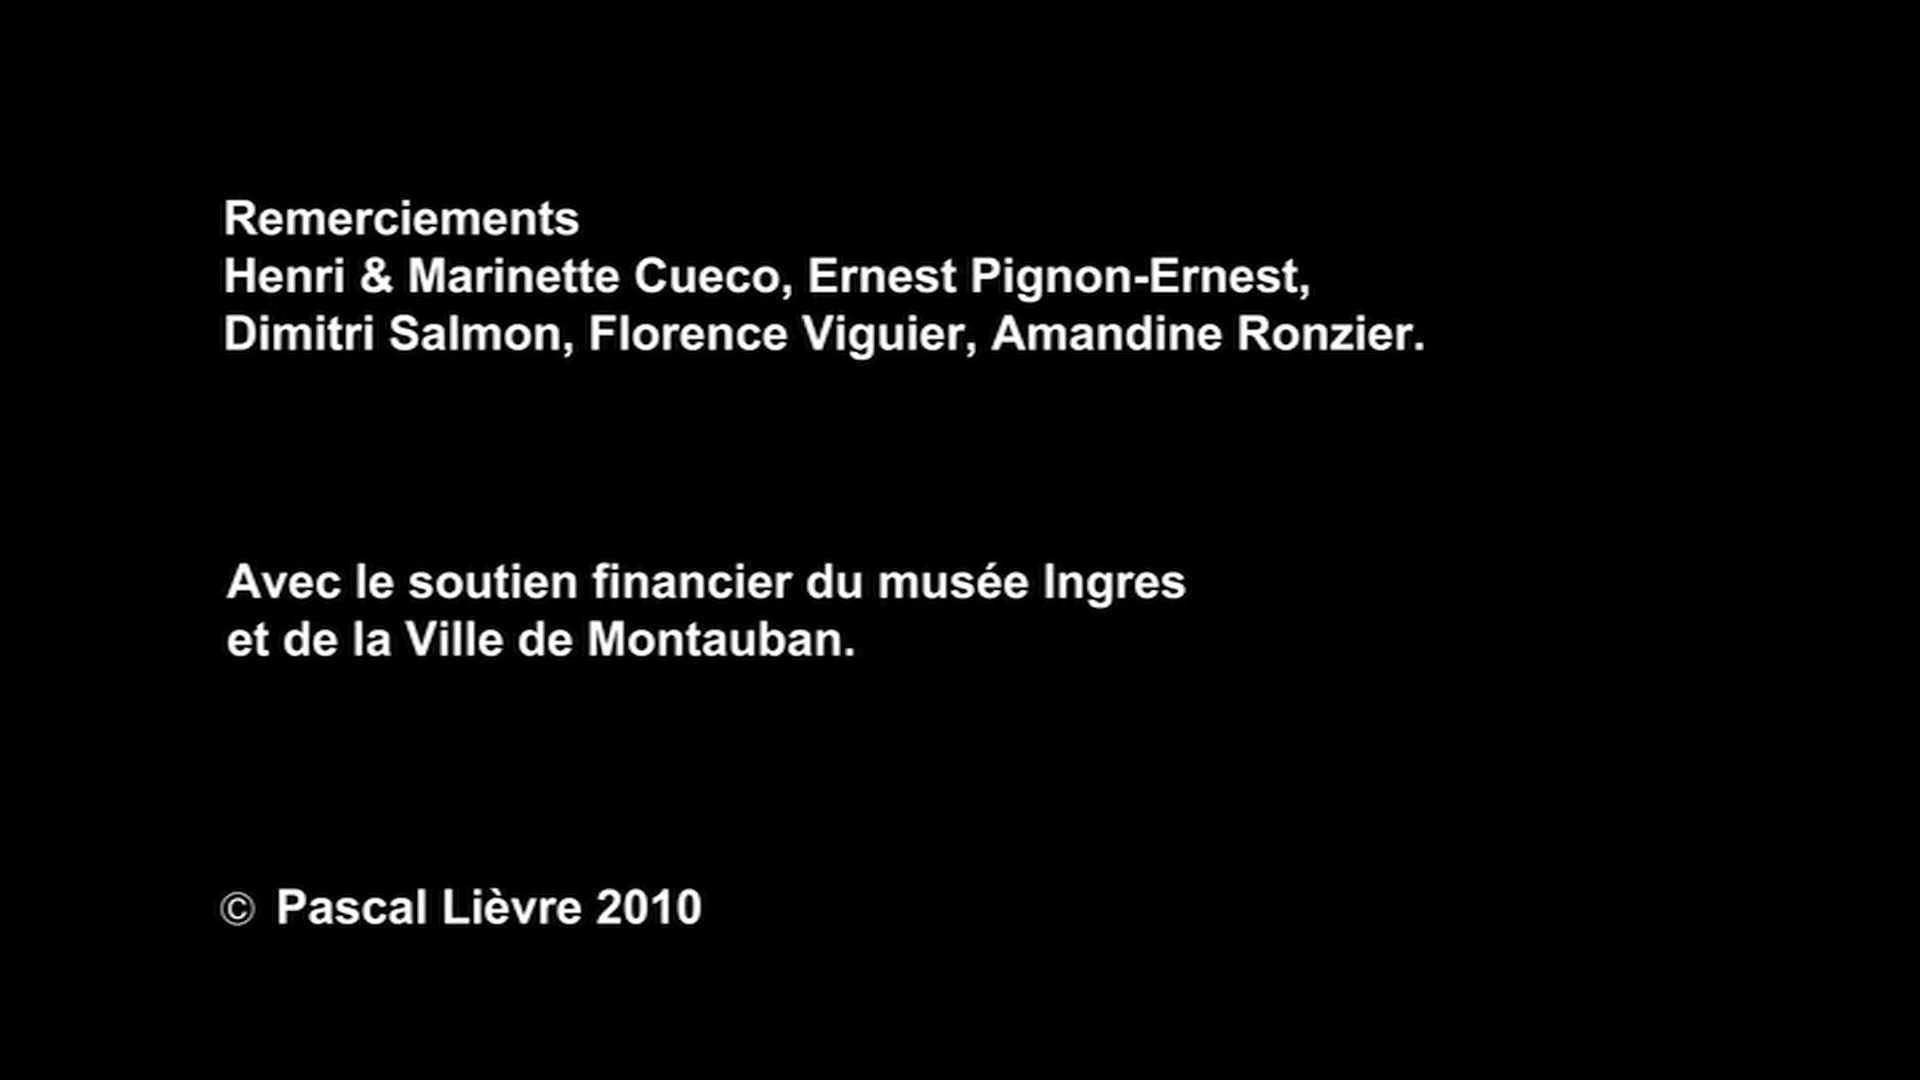 Remerciements
Henri & Marinette Cueco, Ernest Pignon-Ernest,
Dimitri Salmon, Florence Viguier, Amandine Ronzier.
Avec le soutien financier du musée Ingres
et de la Ville de Montauban.
© Pascal Lièvre 2010